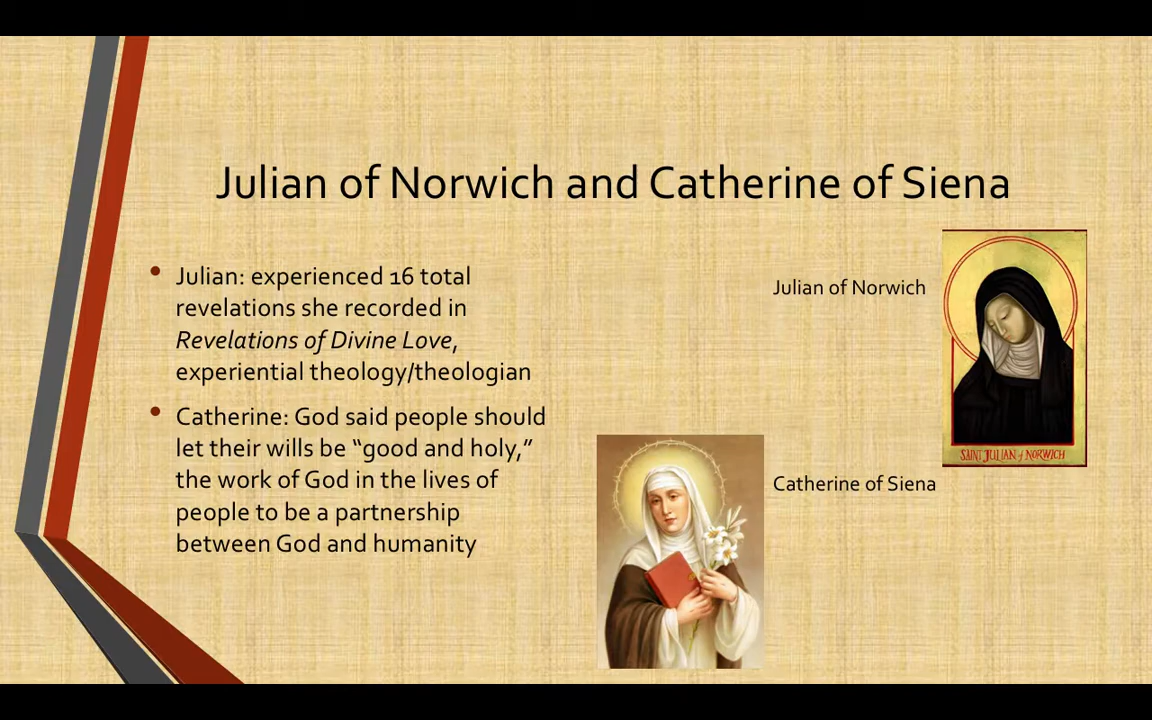 Julian of Norwich and Catherine of Siena
• Julian: experienced 16 total
revelations she recorded in
Revelations of Divine Love,
experiential theology/theologian
• Catherine: God said people should
let their wills be “good and holy,”
the work of God in the lives of
people to be a partnership
between God and humanity
Julian of Norwich
SAINT JULIAN of NORWICH
Catherine of Siena